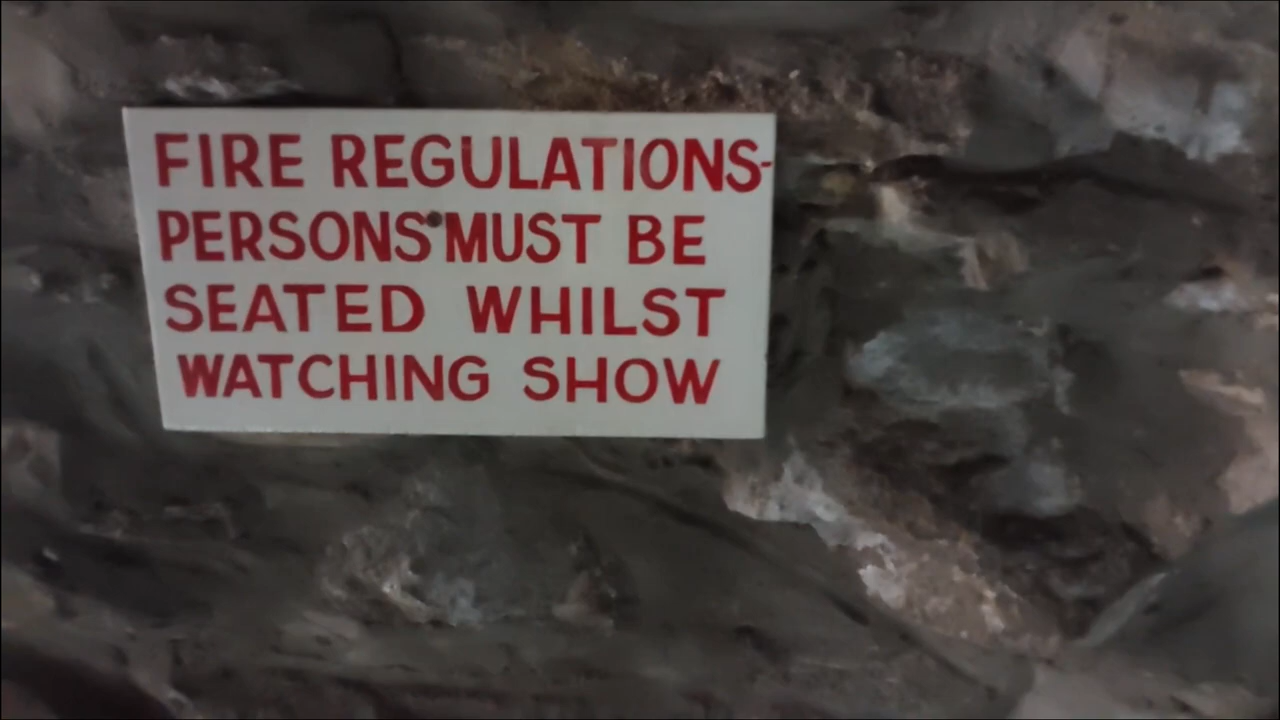 FIRE REGULATIONS-
PERSONS MUST BE
SEATED WHILST
WATCHING SHOW